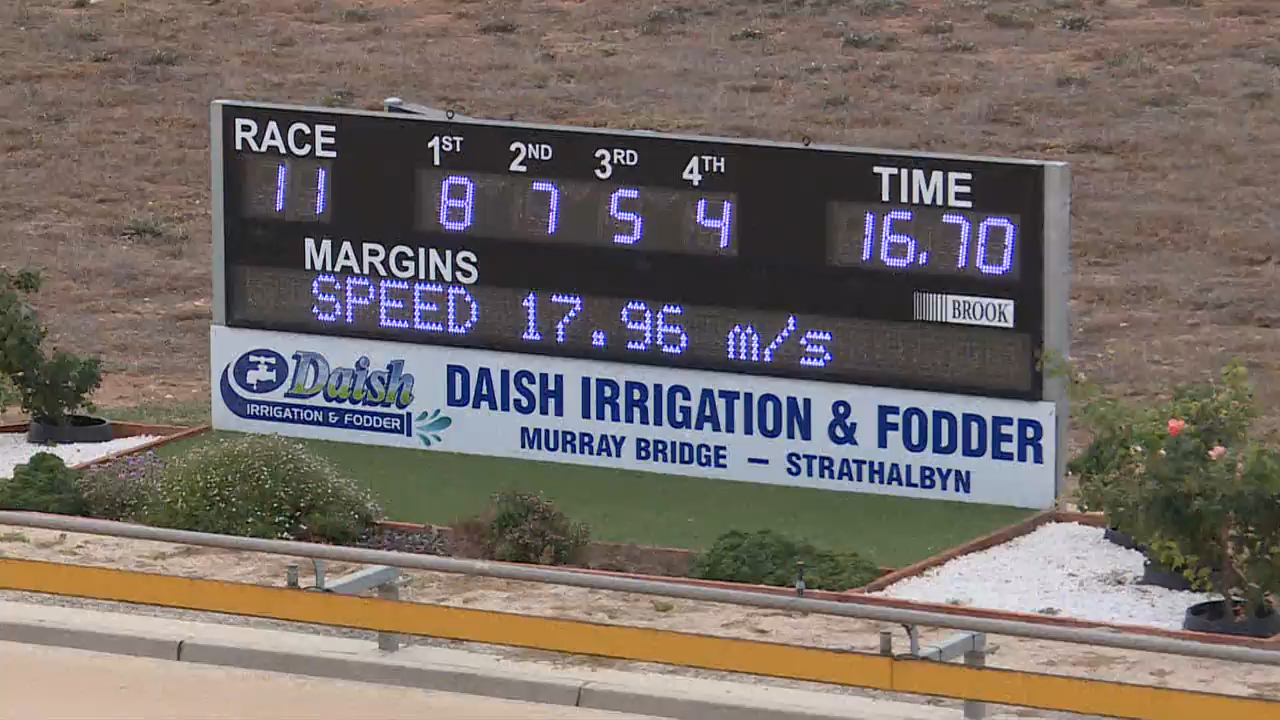 RACE 1ST 2ND 3RD 4TH TIME
11 8 7 5 4 16.70
MARGINS
BROOK
SPEED 17.96 m/s
Daish
IRRIGATION & FODDER
DAISH IRRIGATION & FODDER
MURRAY BRIDGE – STRATHALBYN